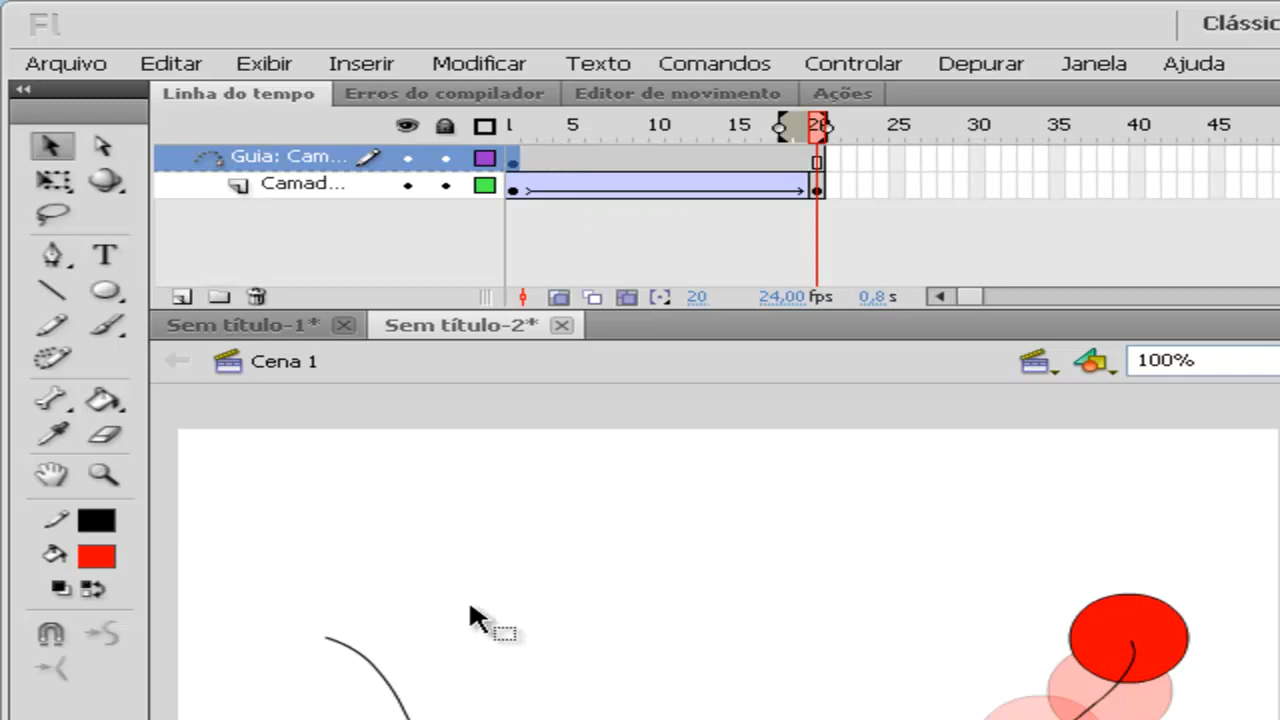 Fl
Clássic
Arquivo Editar Exibir Inserir Modificar Texto Comandos Controlar Depurar Janela Ajuda
Linha do tempo Erros do compilador Editor de movimento Ações
1 5 10 15 20 25 30 35 40 45
Guia: Cam...
Camad...
20 24,00 fps 0,8 s
Sem título-1* Sem título-2*
Cena 1 100%
T